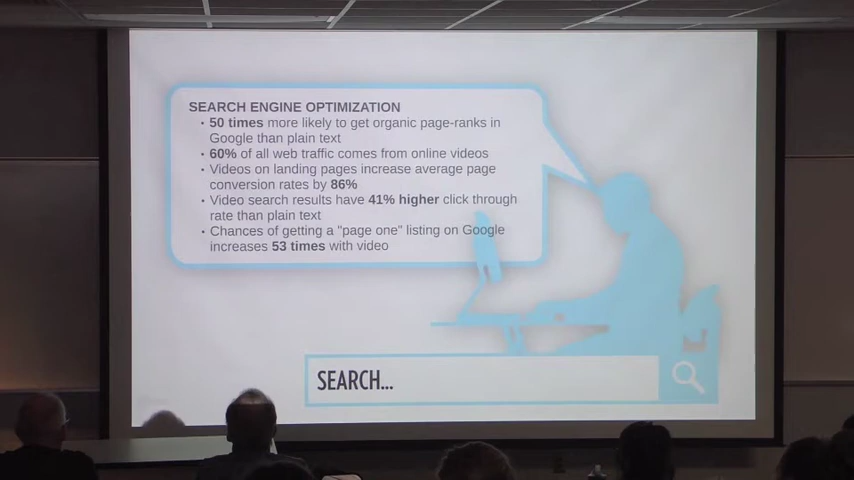 SEARCH ENGINE OPTIMIZATION
• 50 times more likely to get organic page-ranks in
Google than plain text
• 60% of all web traffic comes from online videos
• Videos on landing pages increase average page
conversion rates by 86%
• Video search results have 41% higher click through
rate than plain text
• Chances of getting a "page one" listing on Google
increases 53 times with video
SEARCH...